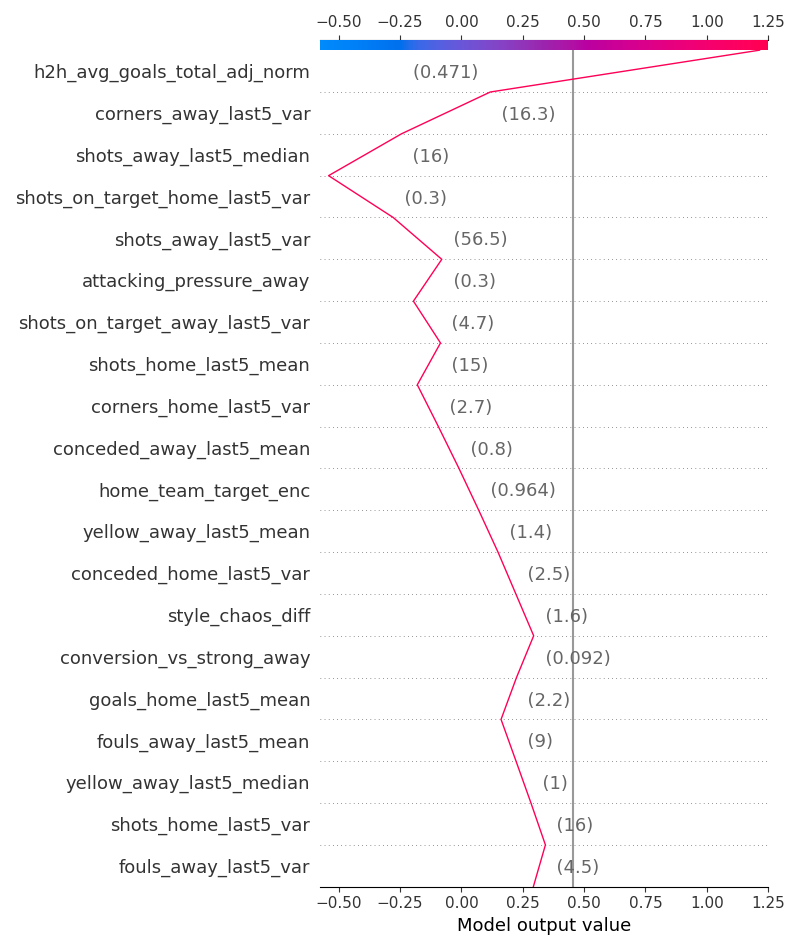 −0.50 −0.25 0.00 0.25 0.50 0.75 1.00 1.25
h2h_avg_goals_total_adj_norm (0.471)
corners_away_last5_var (16.3)
shots_away_last5_median (16)
shots_on_target_home_last5_var (0.3)
shots_away_last5_var (56.5)
attacking_pressure_away (0.3)
shots_on_target_away_last5_var (4.7)
shots_home_last5_mean (15)
corners_home_last5_var (2.7)
conceded_away_last5_mean (0.8)
home_team_target_enc (0.964)
yellow_away_last5_mean (1.4)
conceded_home_last5_var (2.5)
style_chaos_diff (1.6)
conversion_vs_strong_away (0.092)
goals_home_last5_mean (2.2)
fouls_away_last5_mean (9)
yellow_away_last5_median (1)
shots_home_last5_var (16)
fouls_away_last5_var (4.5)
−0.50 −0.25 0.00 0.25 0.50 0.75 1.00 1.25
Model output value